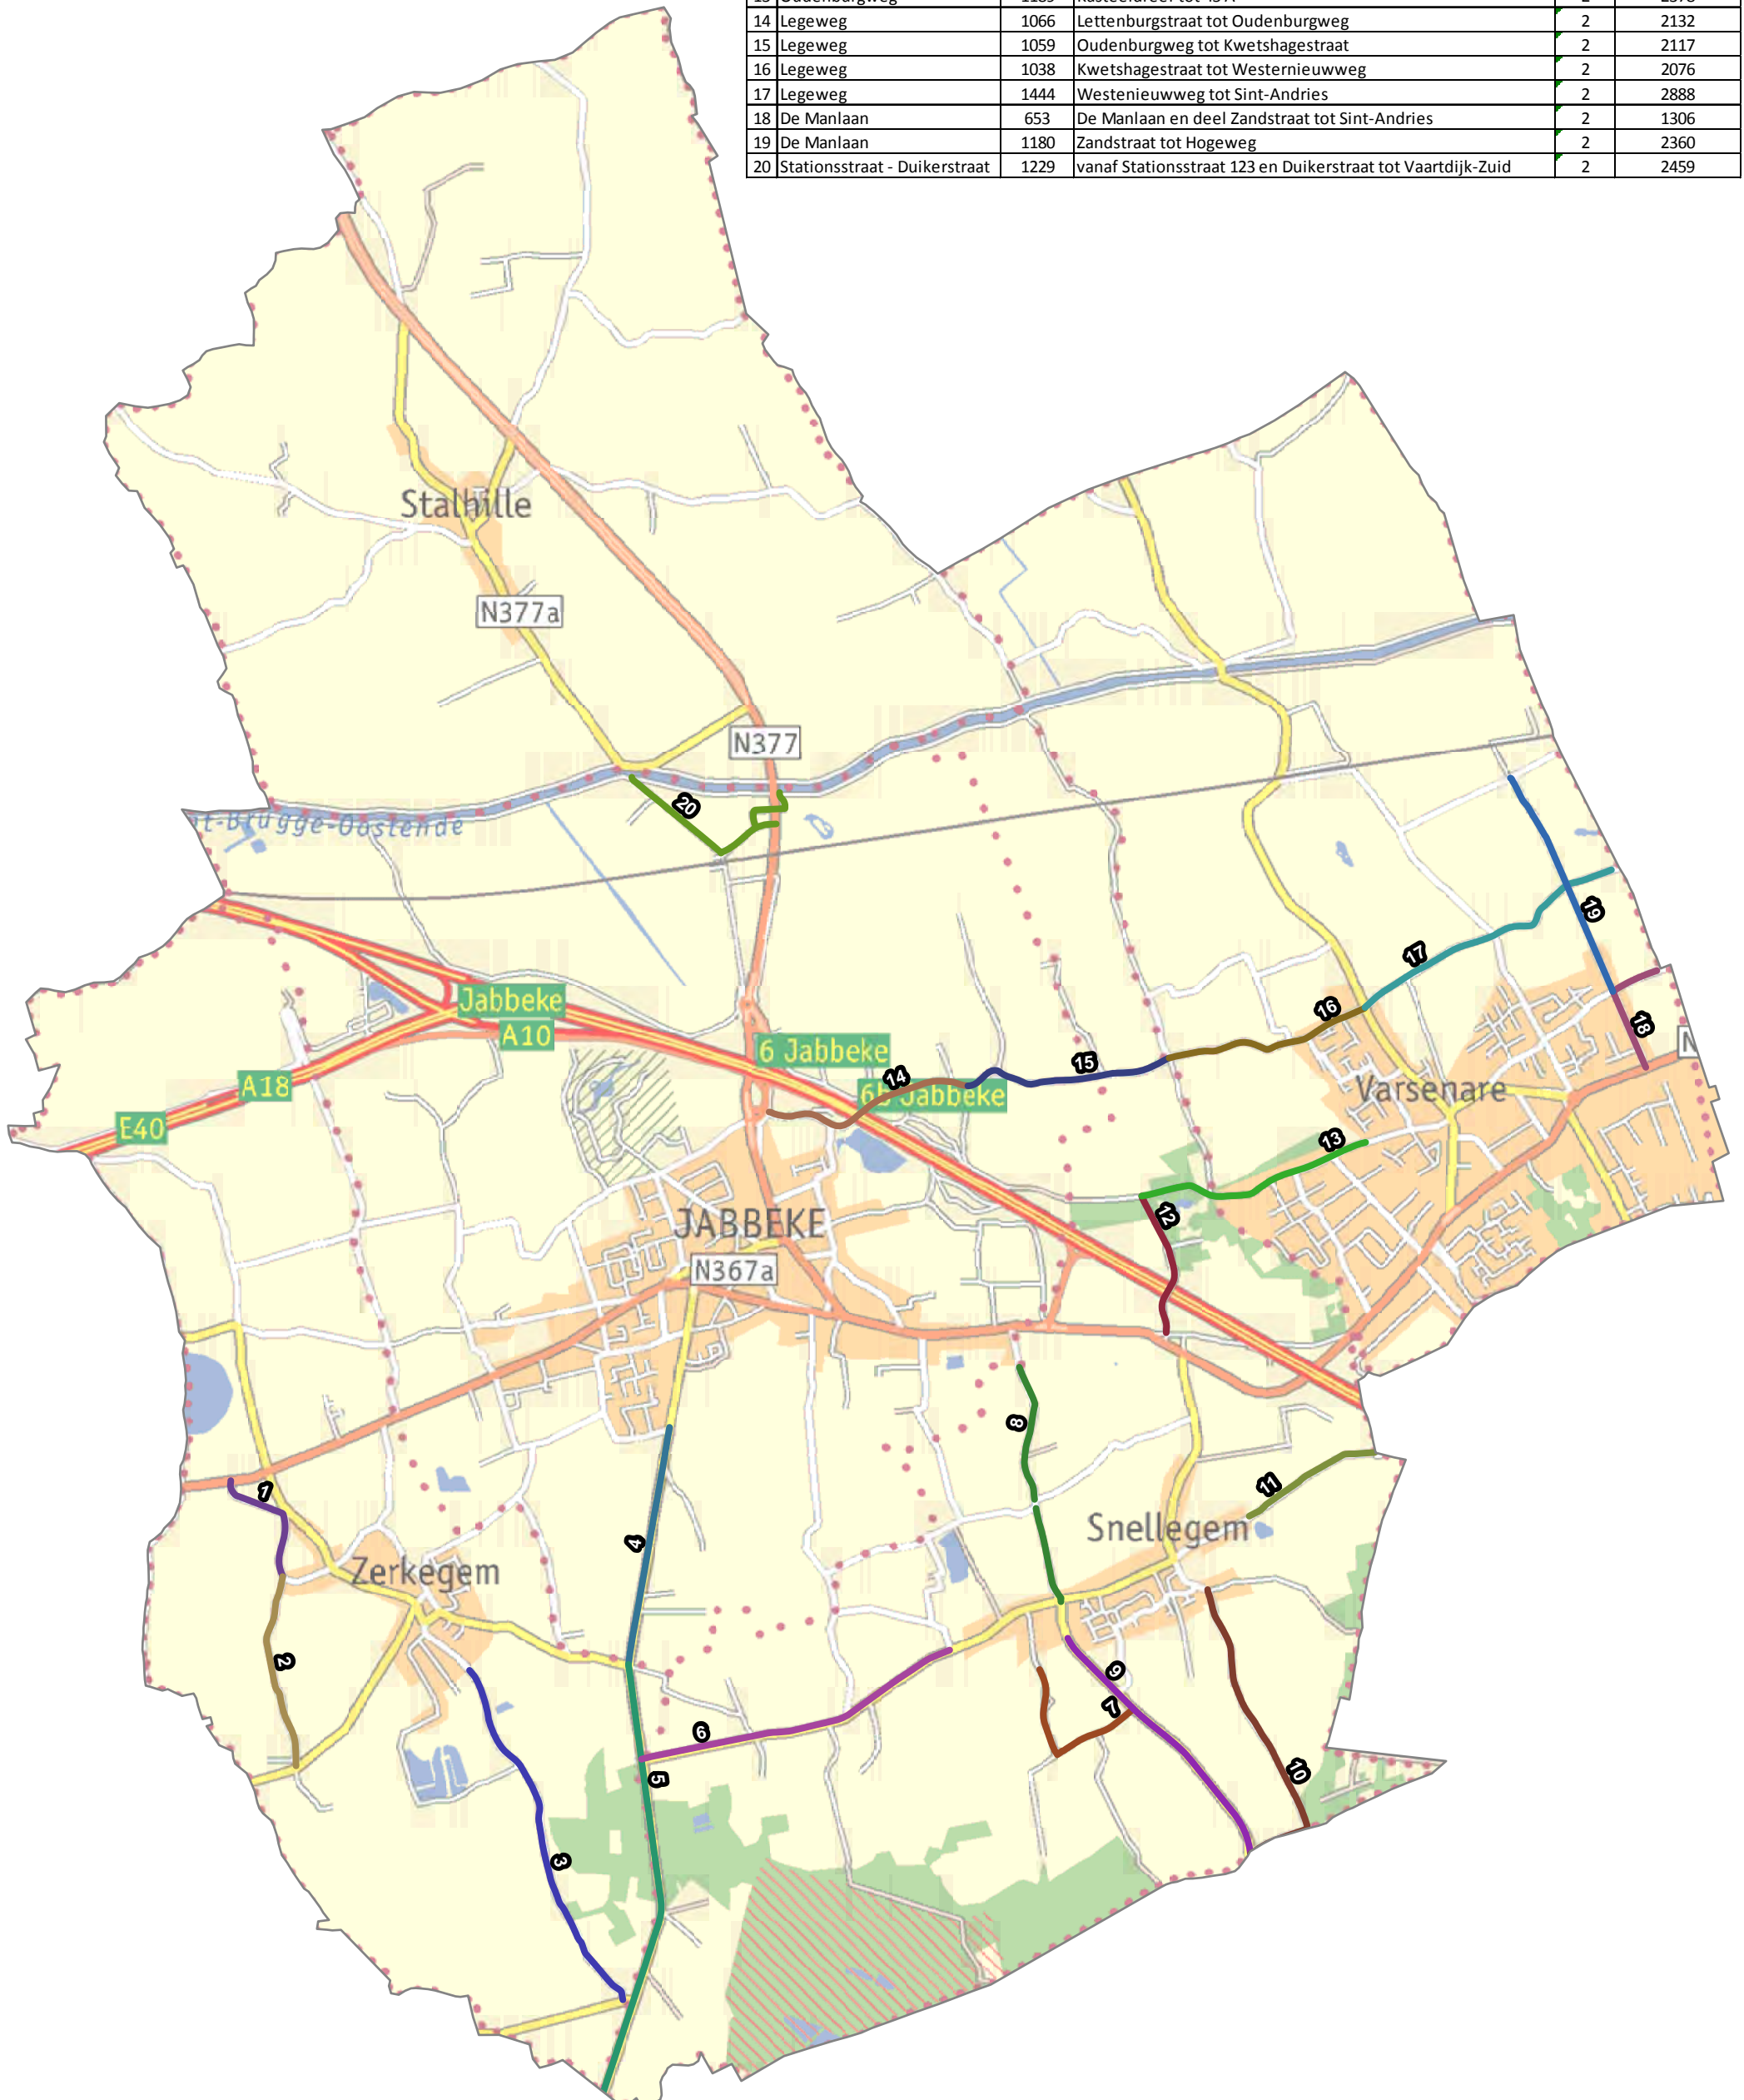 14 Legeweg 1066 Lettenburgstraat tot Oudenburgweg 2 2132
15 Legeweg 1059 Oudenburgweg tot Kwetshagestraat 2 2117
16 Legeweg 1038 Kwetshagestraat tot Westernieuwweg 2 2076
17 Legeweg 1444 Westenieuwweg tot Sint-Andries 2 2888
18 De Manlaan 653 De Manlaan en deel Zandstraat tot Sint-Andries 2 1306
19 De Manlaan 1180 Zandstraat tot Hogeweg 2 2360
20 Stationsstraat - Duikerstraat 1229 vanaf Stationsstraat 123 en Duikerstraat tot Vaartdijk-Zuid 2 2459
Stalhille
N377a
N377
20
t-Brugge-Oostende
19
17
Jabbeke
A10
16
18
N
6 Jabbeke
15
14
6b Jabbeke
A18
Varsenare
E40
13
12
JABBEKE
N367a
8
11
1
4
Snellegem
Zerkegem
2
9
7
6
5
10
3